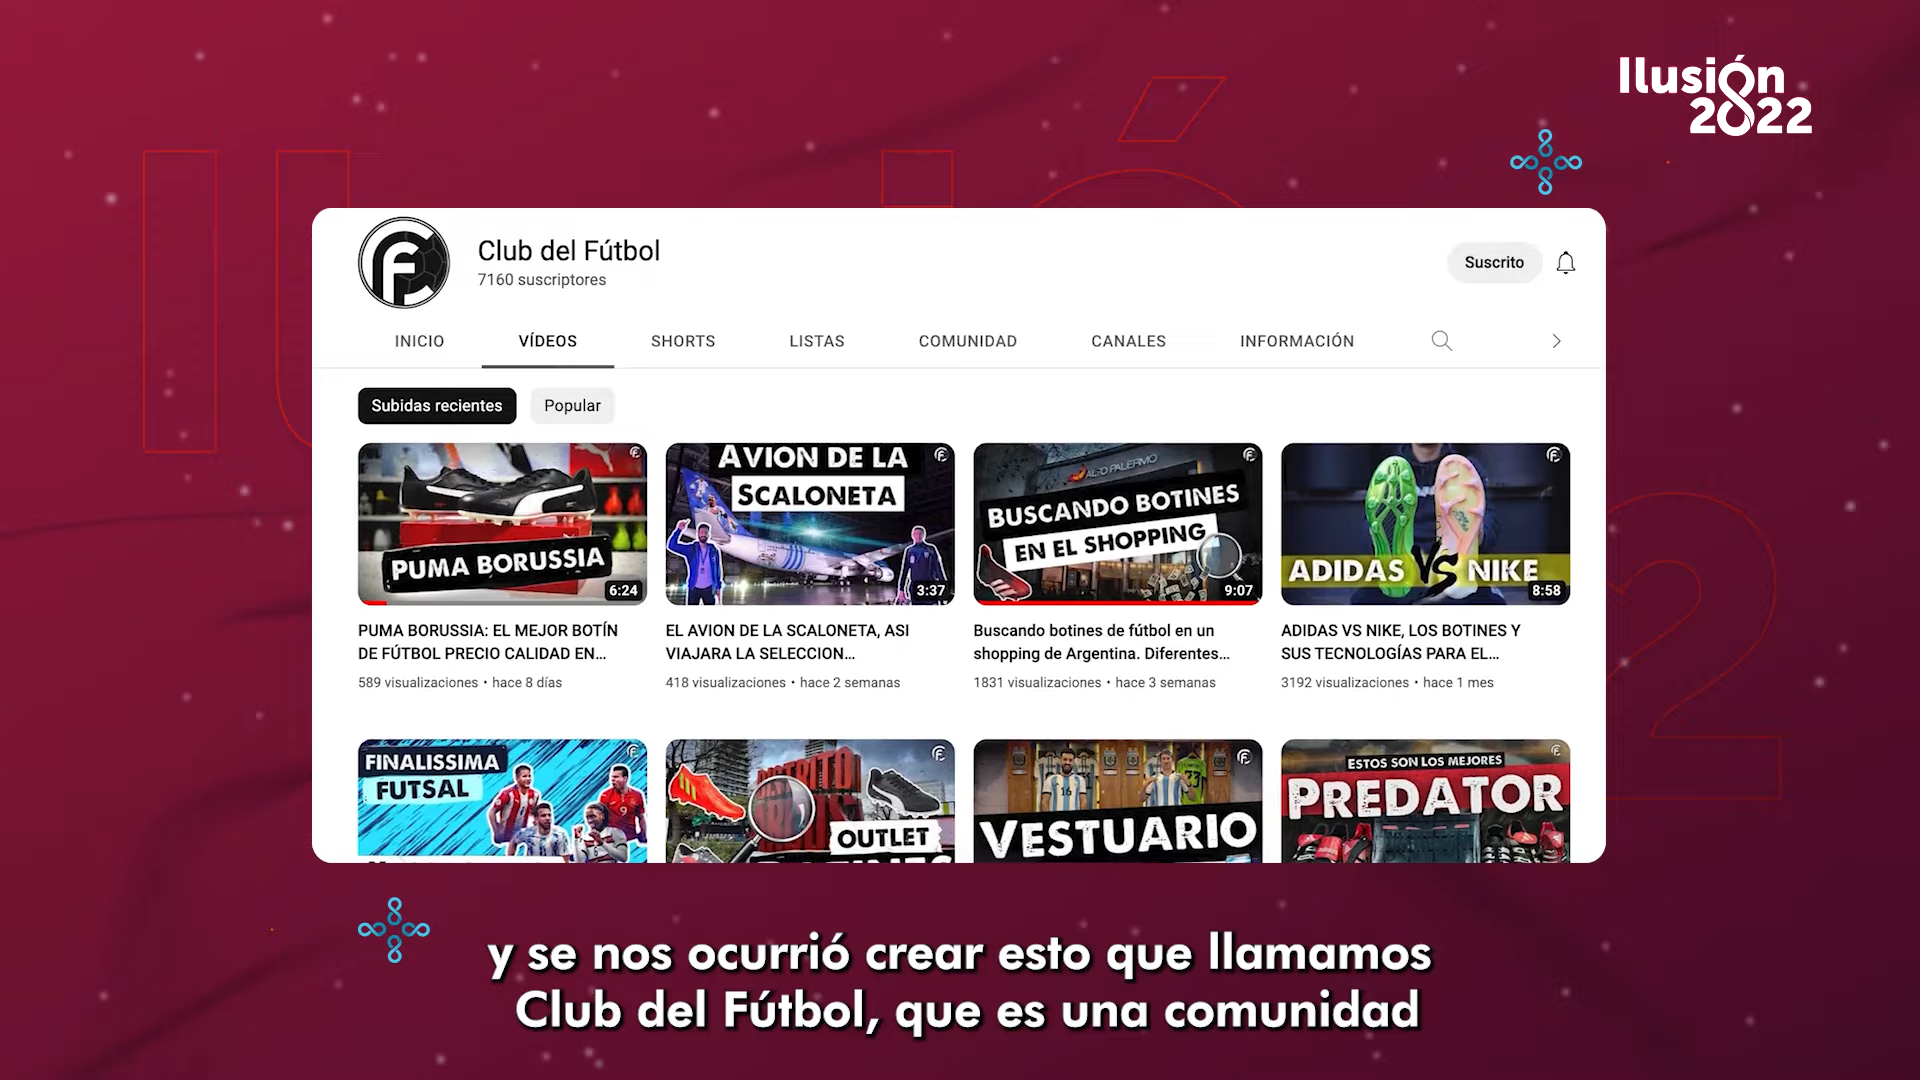 Ilusión
2022
Club del Fútbol
7160 suscriptores
Suscrito
INICIO
VÍDEOS
SHORTS
LISTAS
COMUNIDAD
CANALES
INFORMACIÓN
Subidas recientes
Popular
PUMA BORUSSIA
6:24
AVION DE LA
SCALONETA
3:37
ALTO PALERMO
BUSCANDO BOTINES
EN EL SHOPPING
9:07
ADIDAS VS NIKE
8:58
PUMA BORUSSIA: EL MEJOR BOTÍN
DE FÚTBOL PRECIO CALIDAD EN...
589 visualizaciones • hace 8 días
EL AVION DE LA SCALONETA, ASI
VIAJARA LA SELECCION...
418 visualizaciones • hace 2 semanas
Buscando botines de fútbol en un
shopping de Argentina. Diferentes...
1831 visualizaciones • hace 3 semanas
ADIDAS VS NIKE, LOS BOTINES Y
SUS TECNOLOGÍAS PARA EL...
3192 visualizaciones • hace 1 mes
FINALISSIMA
FUTSAL
DISTRITO
OUTLET
VESTUARIO
ESTOS SON LOS MEJORES
PREDATOR
y se nos ocurrió crear esto que llamamos
Club del Fútbol, que es una comunidad